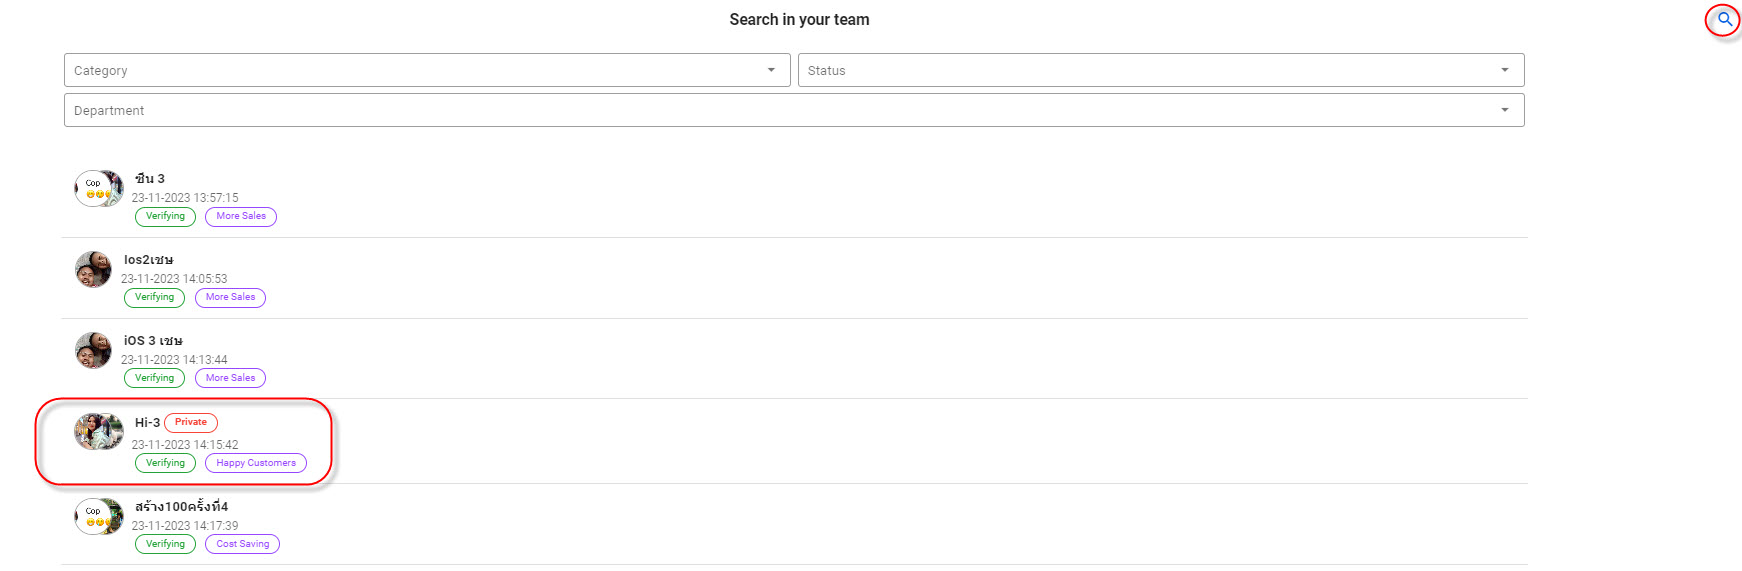 Search in your team
Category
Status
Department
Cop
ซีน 3
23-11-2023 13:57:15
Verifying More Sales
Ios2เชษ
23-11-2023 14:05:53
Verifying More Sales
iOS 3 เชษ
23-11-2023 14:13:44
Verifying More Sales
Hi-3 Private
23-11-2023 14:15:42
Verifying Happy Customers
Cop
สร้าง100ครั้งที่4
23-11-2023 14:17:39
Verifying Cost Saving